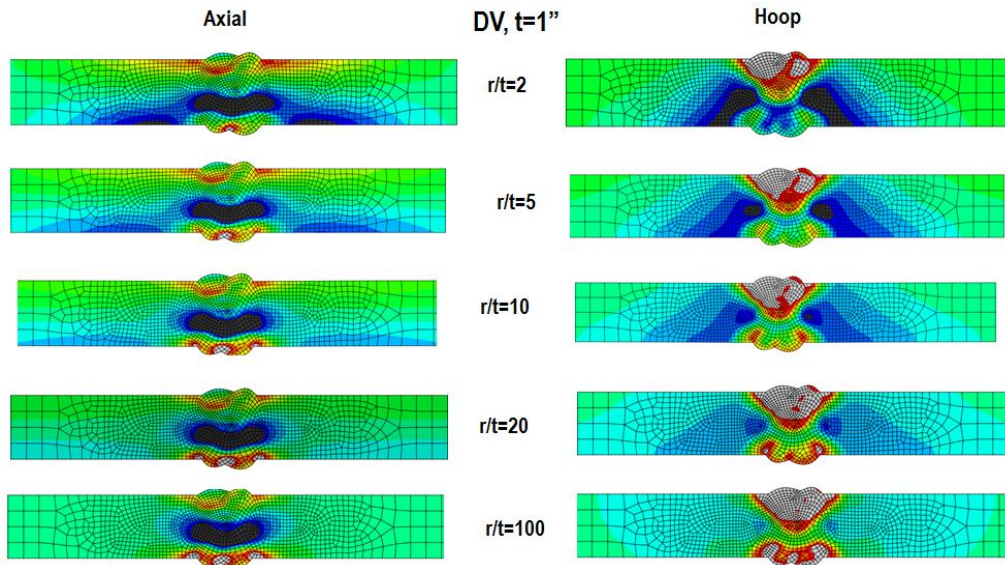 Axial
DV, t=1”
Hoop
r/t=2
r/t=5
r/t=10
r/t=20
r/t=100